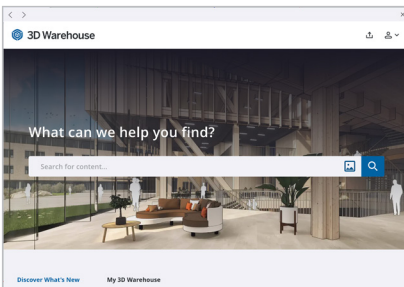 3D Warehouse
What can we help you find?
Search for content...
Discover What's New
My 3D Warehouse